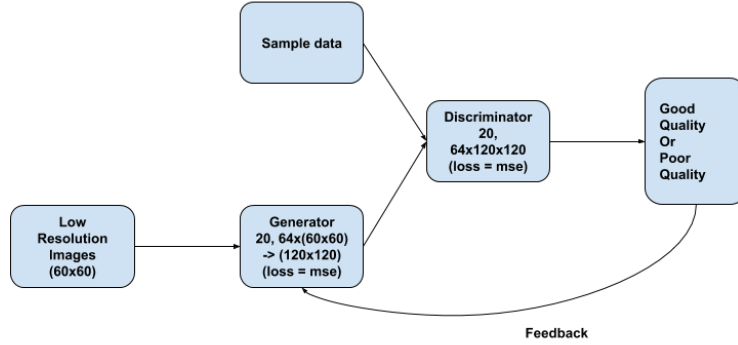 Sample data
Discriminator
20,
64x120x120
(loss = mse)
Good
Quality
Or
Poor
Quality
Low
Resolution
Images
(60x60)
Generator
20, 64x(60x60)
-> (120x120)
(loss = mse)
Feedback